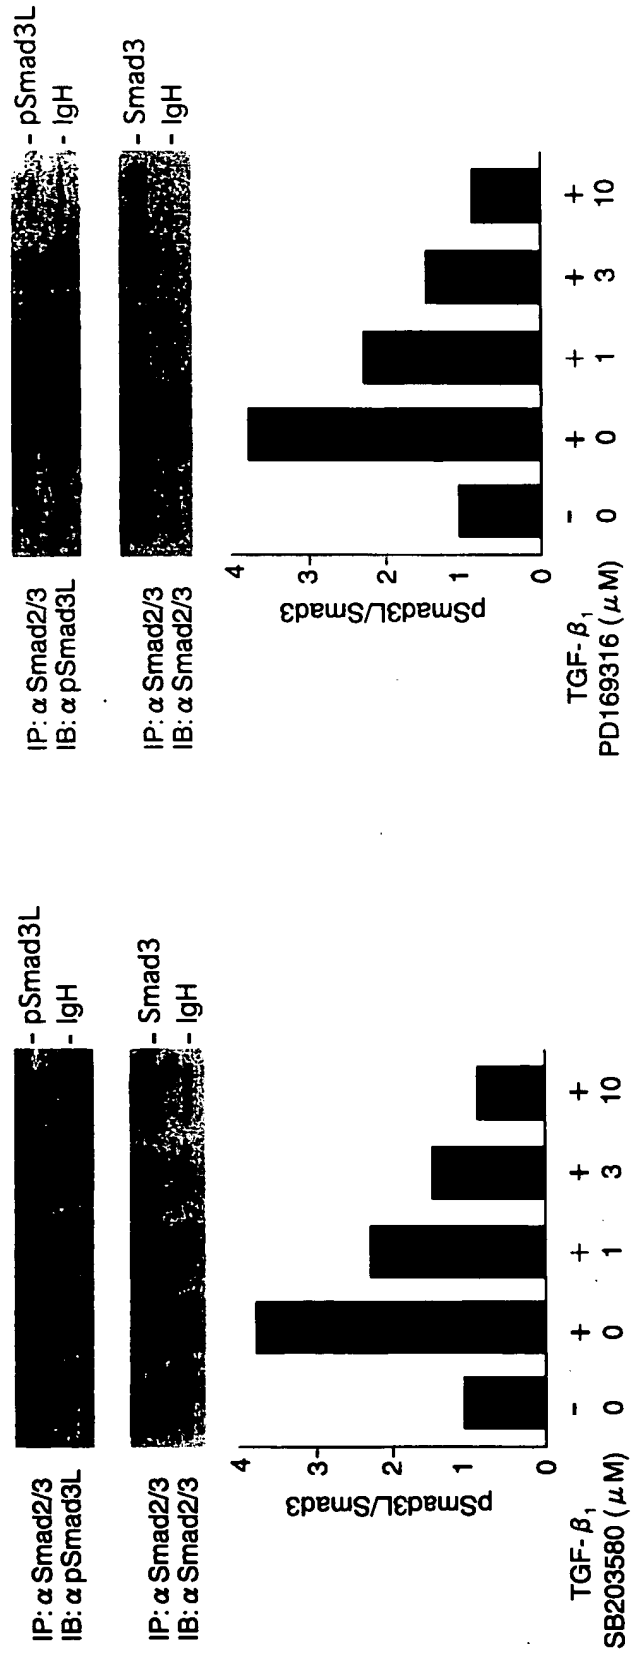 IP: α Smad2/3
IB: α pSmad3L
- pSmad3L
- IgH
IP: α Smad2/3
IB: α Smad2/3
- Smad3
- IgH
pSmad3L/Smad3
4
3
2
1
0
TGF-β1 - + + + +
SB203580 (μM) 0 0 1 3 10
IP: α Smad2/3
IB: α pSmad3L
- pSmad3L
- IgH
IP: α Smad2/3
IB: α Smad2/3
- Smad3
- IgH
pSmad3L/Smad3
4
3
2
1
0
TGF-β1 - + + + +
PD169316 (μM) 0 0 1 3 10